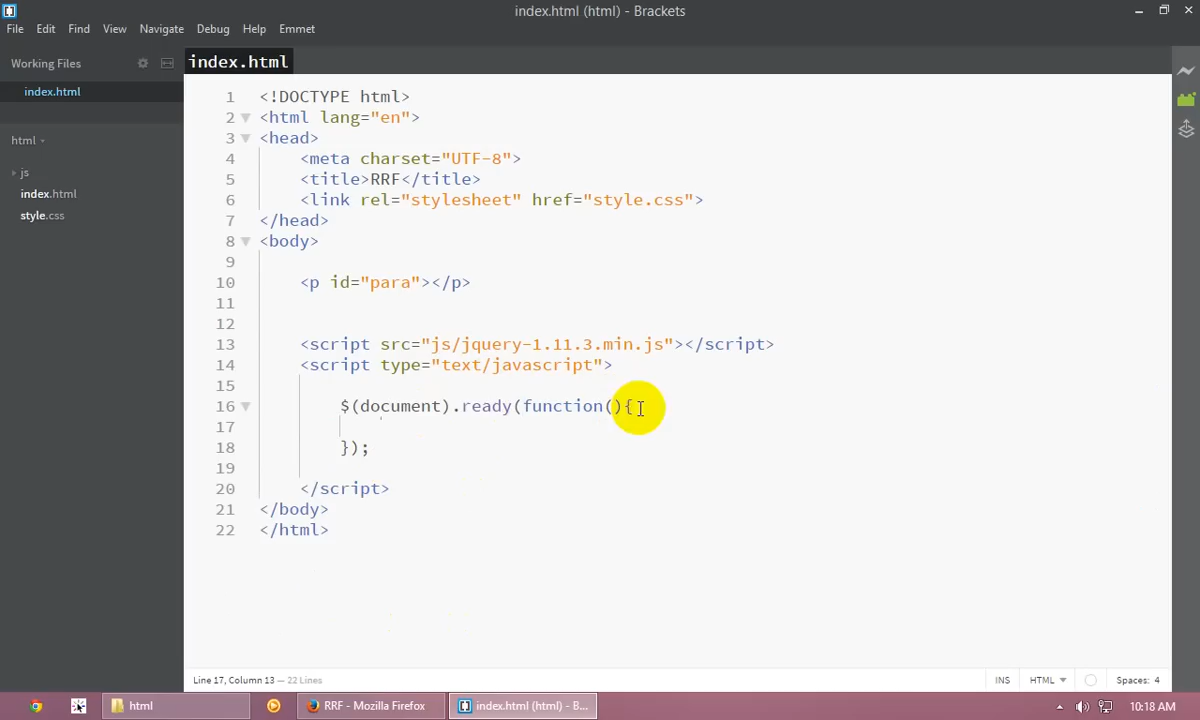 index.html (html) - Brackets
File Edit Find View Navigate Debug Help Emmet
Working Files
index.html
html
js
index.html
style.css
index.html
1 <!DOCTYPE html>
2 <html lang="en">
3 <head>
4 <meta charset="UTF-8">
5 <title>RRF</title>
6 <link rel="stylesheet" href="style.css">
7 </head>
8 <body>
9
10 <p id="para"></p>
11
12
13 <script src="js/jquery-1.11.3.min.js"></script>
14 <script type="text/javascript">
15
16 $(document).ready(function(){
17
18 });
19
20 </script>
21 </body>
22 </html>
Line 17, Column 13 — 22 Lines
INS HTML Spaces: 4
html
RRF - Mozilla Firefox
index.html (html) - B...
10:18 AM